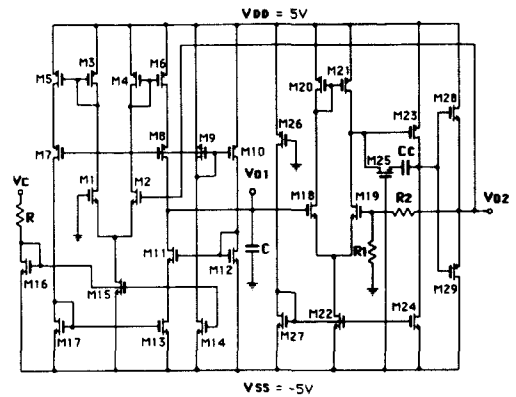 VDD = 5V
M5 M3 M4 M6
M20 M21
M28
M26 M23
M7 M8 M9 M10
M25 CC
VC M1 M2 VO1 M18 M19 R2 VO2
R
M11 C R1
M16 M15 M12 M29
M17 M13 M14 M27 M22 M24
VSS = -5V